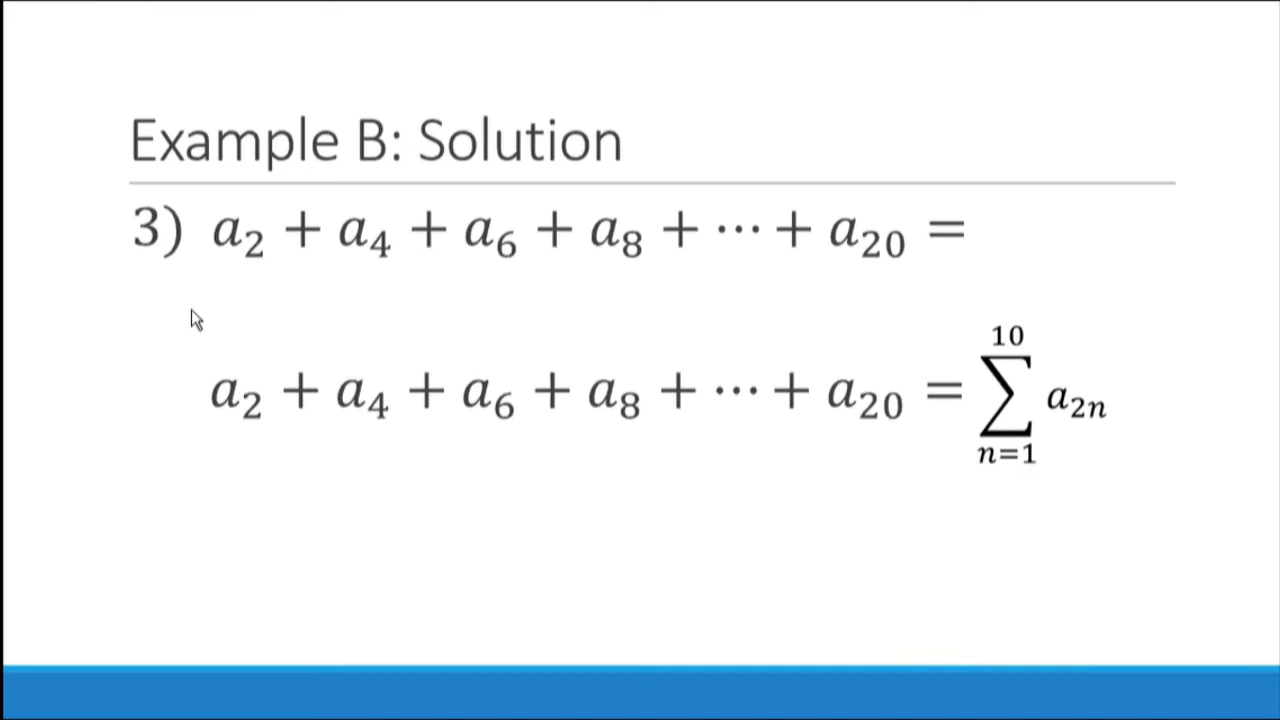 Example B: Solution
3) a₂ + a₄ + a₆ + a₈ + ⋯ + a₂₀ =
10
a₂ + a₄ + a₆ + a₈ + ⋯ + a₂₀ = ∑ a₂ₙ
n=1